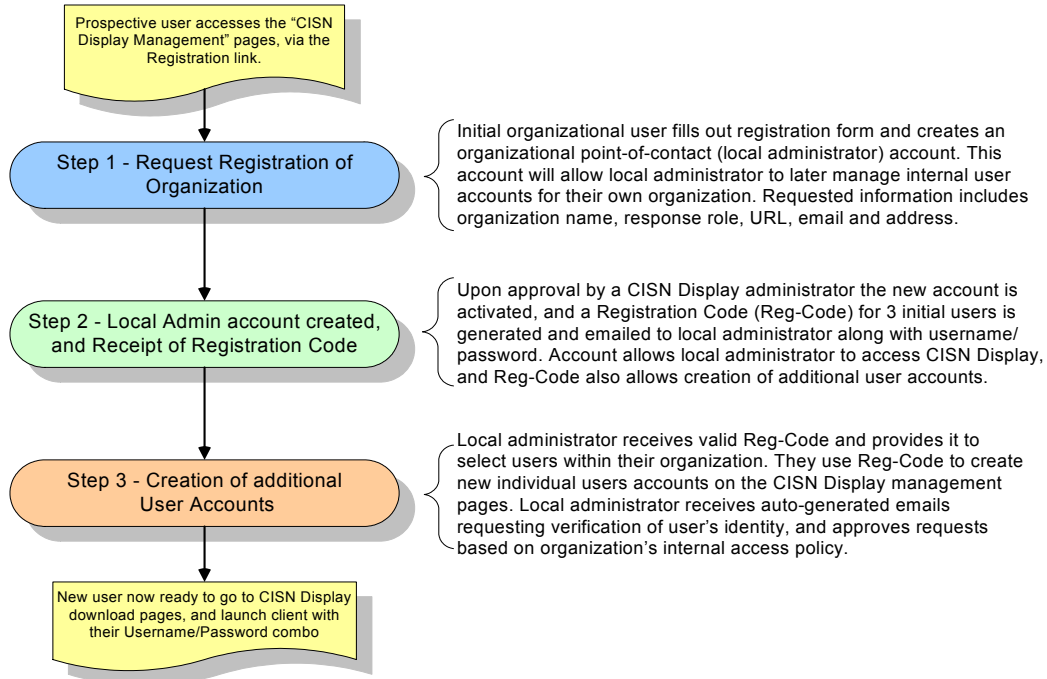 Prospective user accesses the “CISN
Display Management” pages, via the
Registration link.
Step 1 - Request Registration of
Organization
Initial organizational user fills out registration form and creates an
organizational point-of-contact (local administrator) account. This
account will allow local administrator to later manage internal user
accounts for their own organization. Requested information includes
organization name, response role, URL, email and address.
Step 2 - Local Admin account created,
and Receipt of Registration Code
Upon approval by a CISN Display administrator the new account is
activated, and a Registration Code (Reg-Code) for 3 initial users is
generated and emailed to local administrator along with username/
password. Account allows local administrator to access CISN Display,
and Reg-Code also allows creation of additional user accounts.
Step 3 - Creation of additional
User Accounts
Local administrator receives valid Reg-Code and provides it to
select users within their organization. They use Reg-Code to create
new individual users accounts on the CISN Display management
pages. Local administrator receives auto-generated emails
requesting verification of user’s identity, and approves requests
based on organization’s internal access policy.
New user now ready to go to CISN Display
download pages, and launch client with
their Username/Password combo